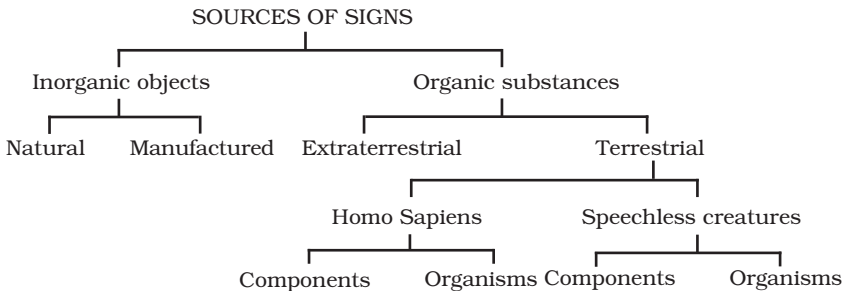 SOURCES OF SIGNS
Inorganic objects Organic substances
Natural Manufactured Extraterrestrial Terrestrial
Homo Sapiens Speechless creatures
Components Organisms Components Organisms